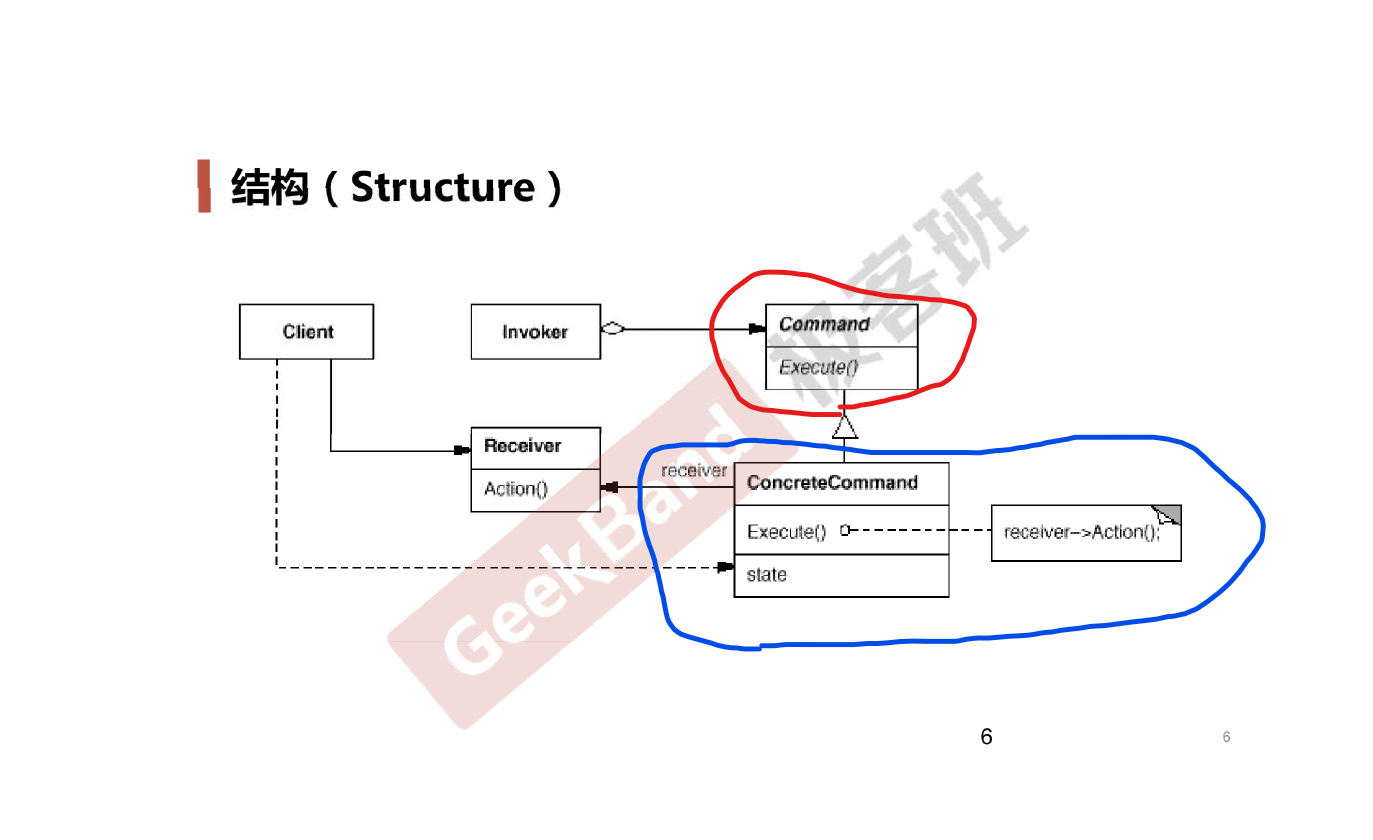 结构（Structure）
极客班
Client
Invoker
Command
Execute()
GeekBand
Receiver
Action()
receiver
ConcreteCommand
Execute()
receiver->Action();
state
6
6